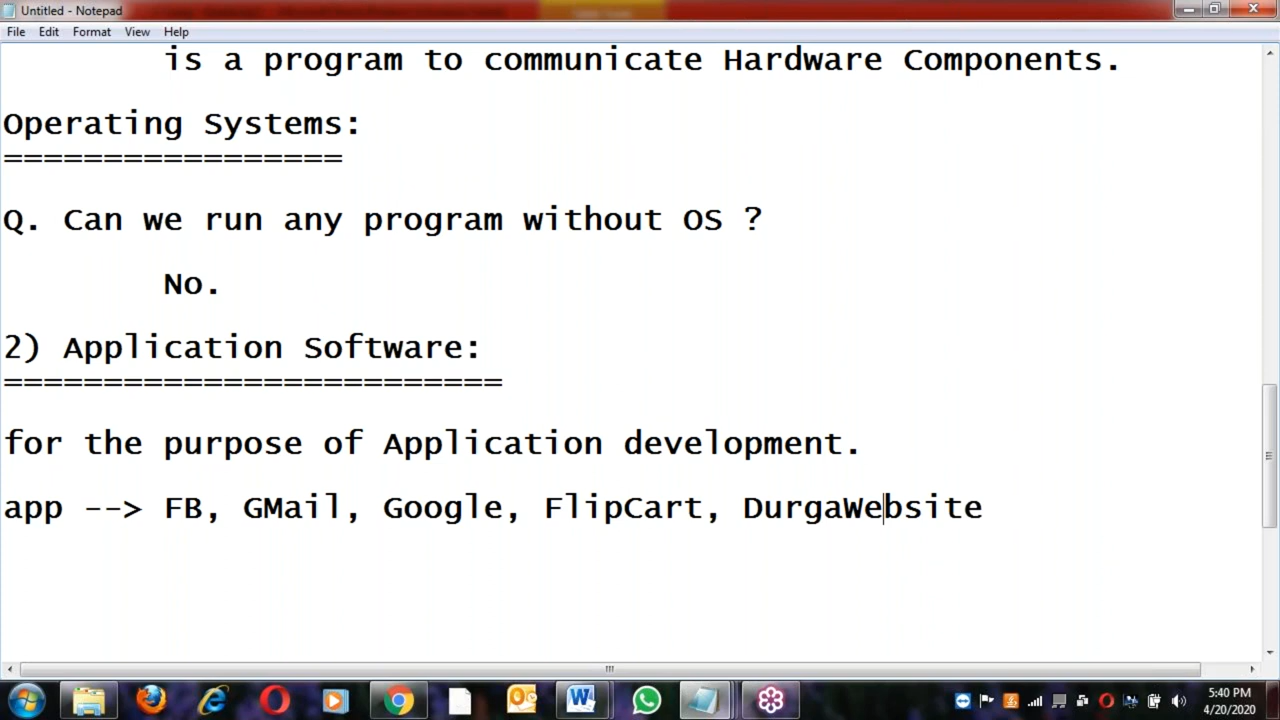 Untitled - Notepad
File Edit Format View Help
is a program to communicate Hardware Components.
Operating Systems:
=================
Q. Can we run any program without OS ?
No.
2) Application Software:
=========================
for the purpose of Application development.
app --> FB, GMail, Google, FlipCart, DurgaWebsite
5:40 PM
4/20/2020